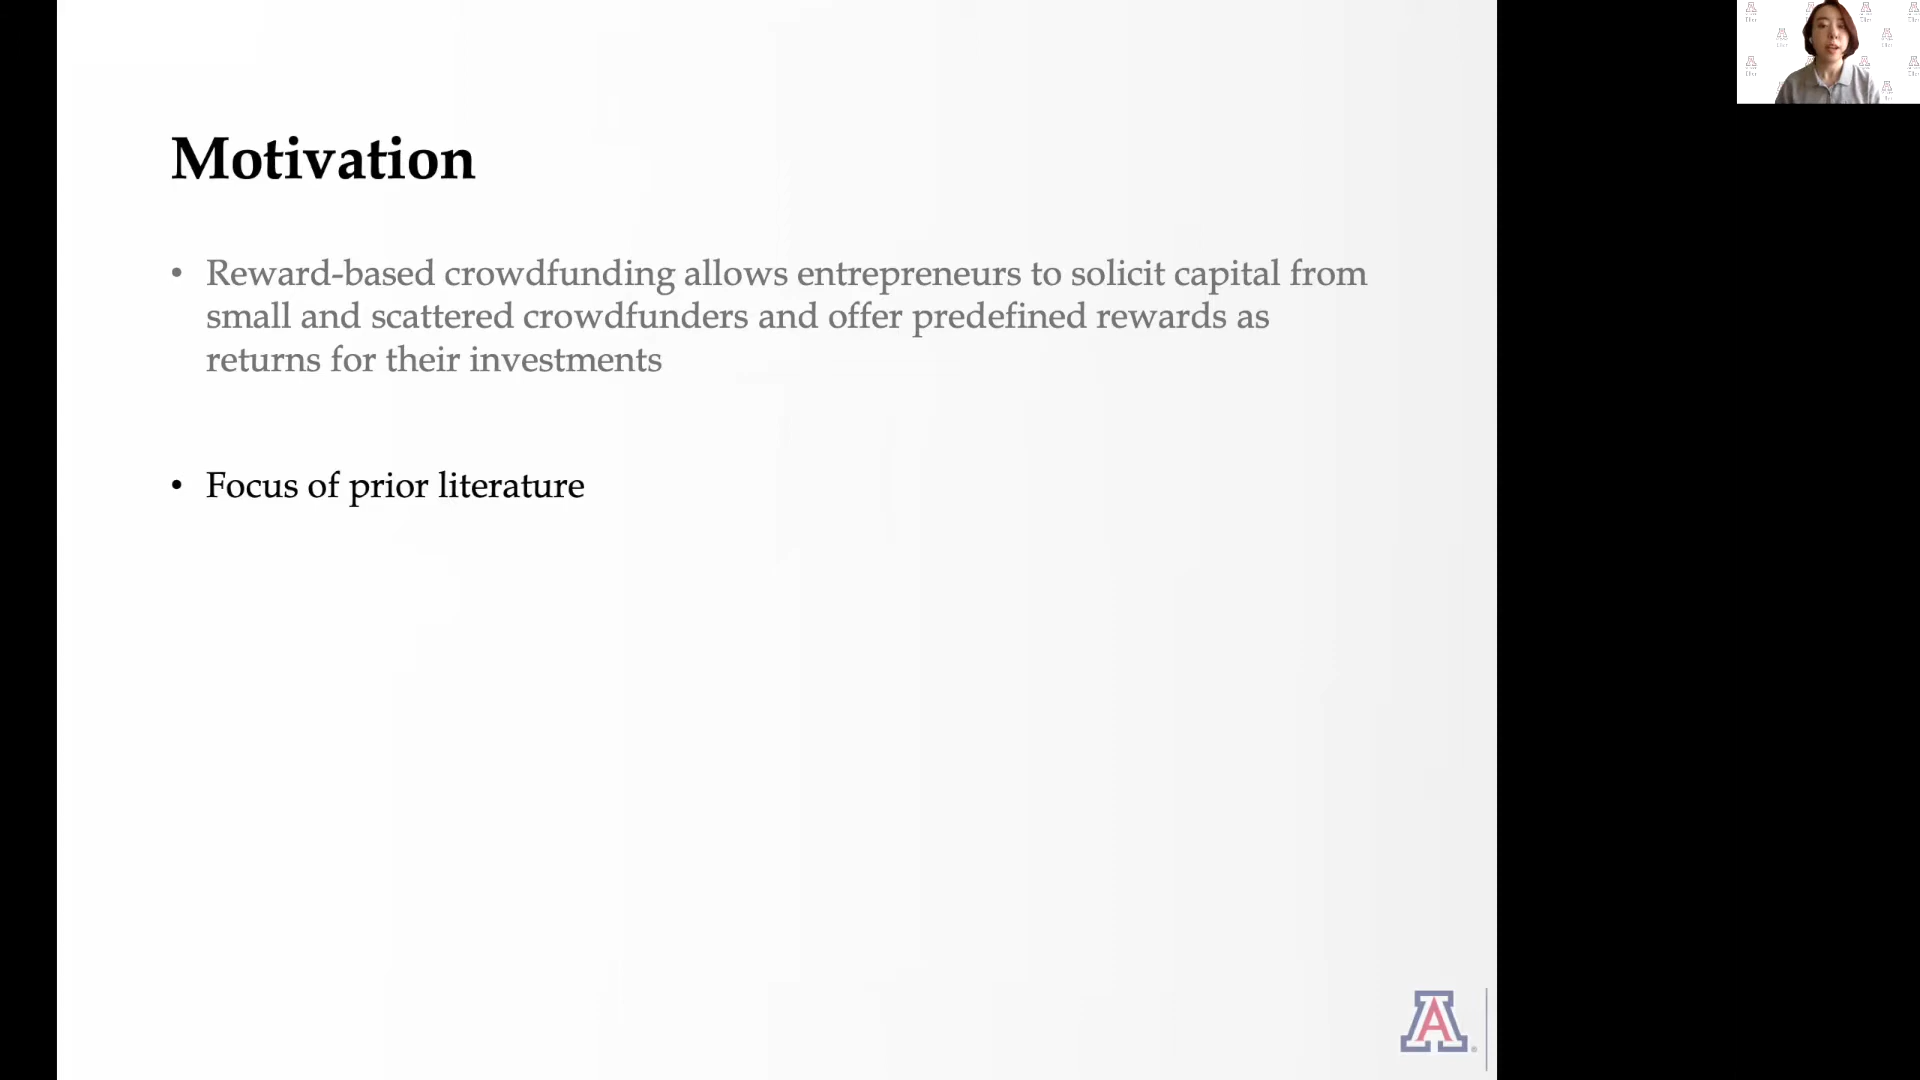 Motivation
• Reward-based crowdfunding allows entrepreneurs to solicit capital from
small and scattered crowdfunders and offer predefined rewards as
returns for their investments
• Focus of prior literature
A